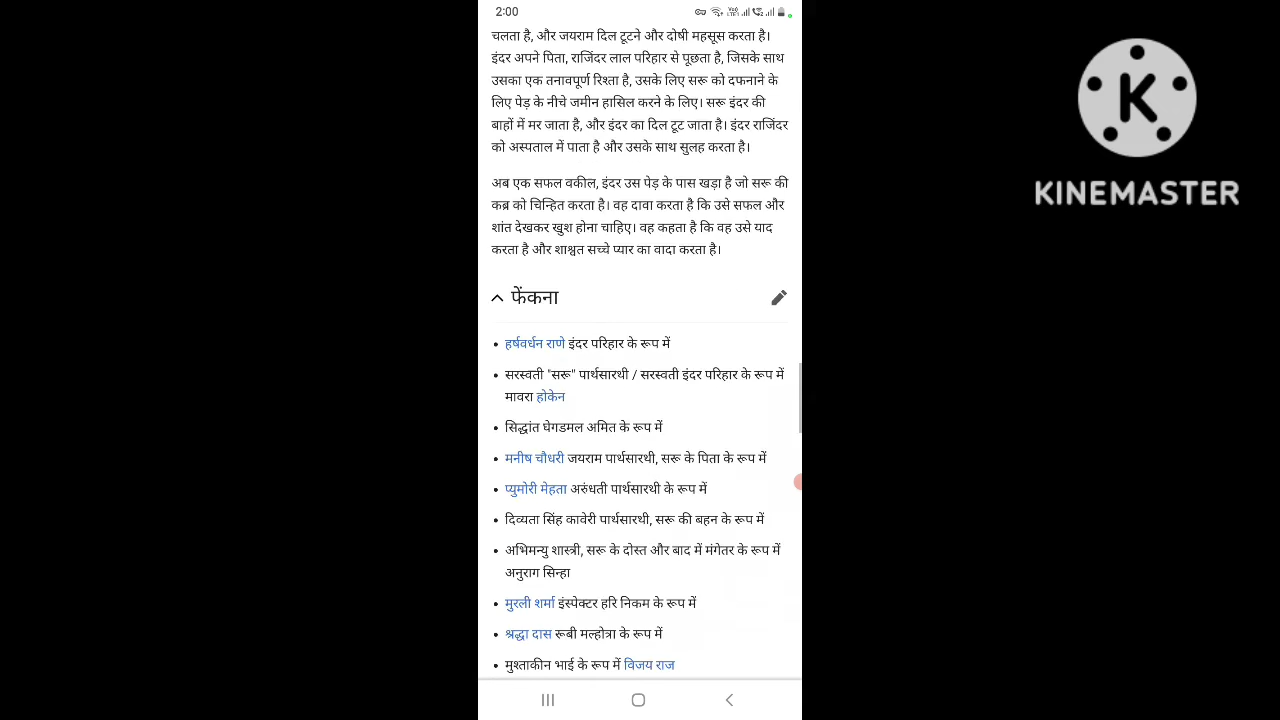 2:00
चलता है, और जयराम दिल टूटने और दोषी महसूस करता है।
इंदर अपने पिता, राजिंदर लाल परिहार से पूछता है, जिसके साथ
उसका एक तनावपूर्ण रिश्ता है, उसके लिए सरू को दफनाने के
लिए पेड़ के नीचे जमीन हासिल करने के लिए। सरू इंदर की
बाहों में मर जाता है, और इंदर का दिल टूट जाता है। इंदर राजिंदर
को अस्पताल में पाता है और उसके साथ सुलह करता है।
अब एक सफल वकील, इंदर उस पेड़ के पास खड़ा है जो सरू की
कब्र को चिन्हित करता है। वह दावा करता है कि उसे सफल और
शांत देखकर खुश होना चाहिए। वह कहता है कि वह उसे याद
करता है और शाश्वत सच्चे प्यार का वादा करता है।
फेंकना
• हर्षवर्धन राणे इंदर परिहार के रूप में
• सरस्वती "सरू" पार्थसारथी / सरस्वती इंदर परिहार के रूप में
मावरा होकेन
• सिद्धांत घेगडमल अमित के रूप में
• मनीष चौधरी जयराम पार्थसारथी, सरू के पिता के रूप में
• प्युमोरी मेहता अरुंधती पार्थसारथी के रूप में
• दिव्यता सिंह कावेरी पार्थसारथी, सरू की बहन के रूप में
• अभिमन्यु शास्त्री, सरू के दोस्त और बाद में मंगेतर के रूप में
अनुराग सिन्हा
• मुरली शर्मा इंस्पेक्टर हरि निकम के रूप में
• श्रद्धा दास रूबी मल्होत्रा के रूप में
• मुश्ताकीन भाई के रूप में विजय राज
K
KINEMASTER